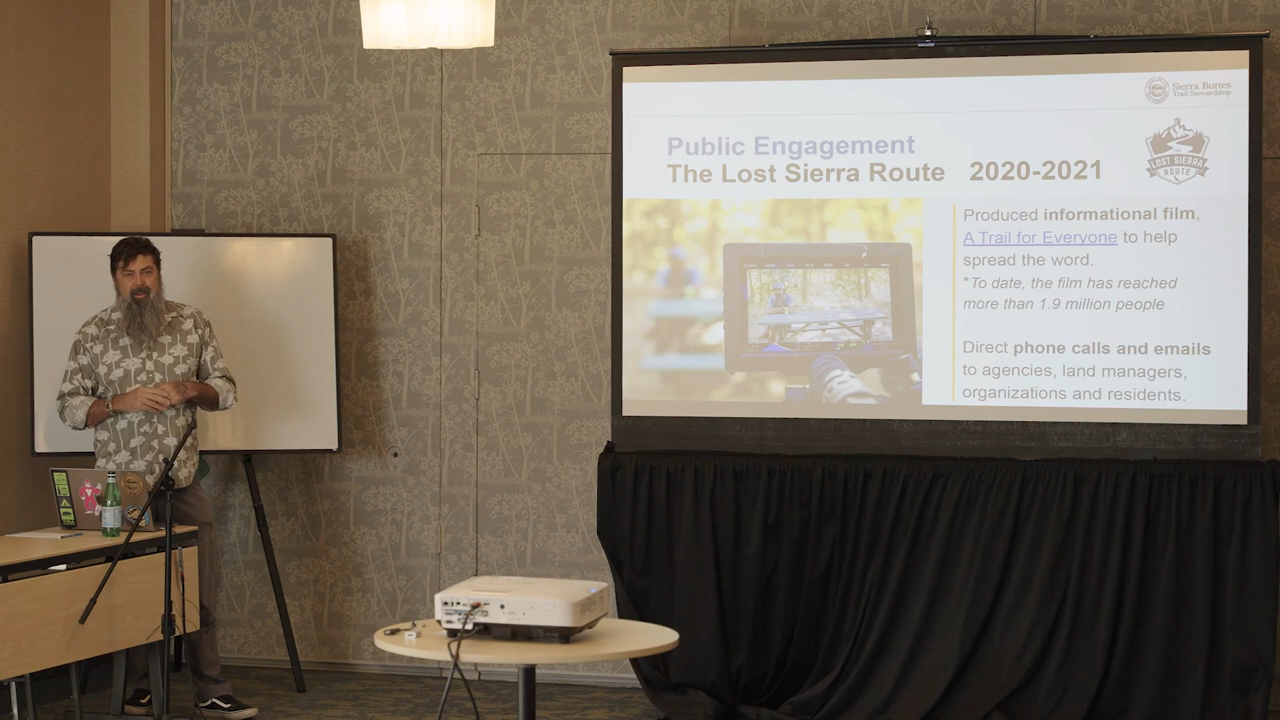 Sierra Buttes
Trail Stewardship
Public Engagement
The Lost Sierra Route 2020-2021
THE
LOST SIERRA
ROUTE
Produced informational film,
A Trail for Everyone to help
spread the word.
*To date, the film has reached
more than 1.9 million people
Direct phone calls and emails
to agencies, land managers,
organizations and residents.